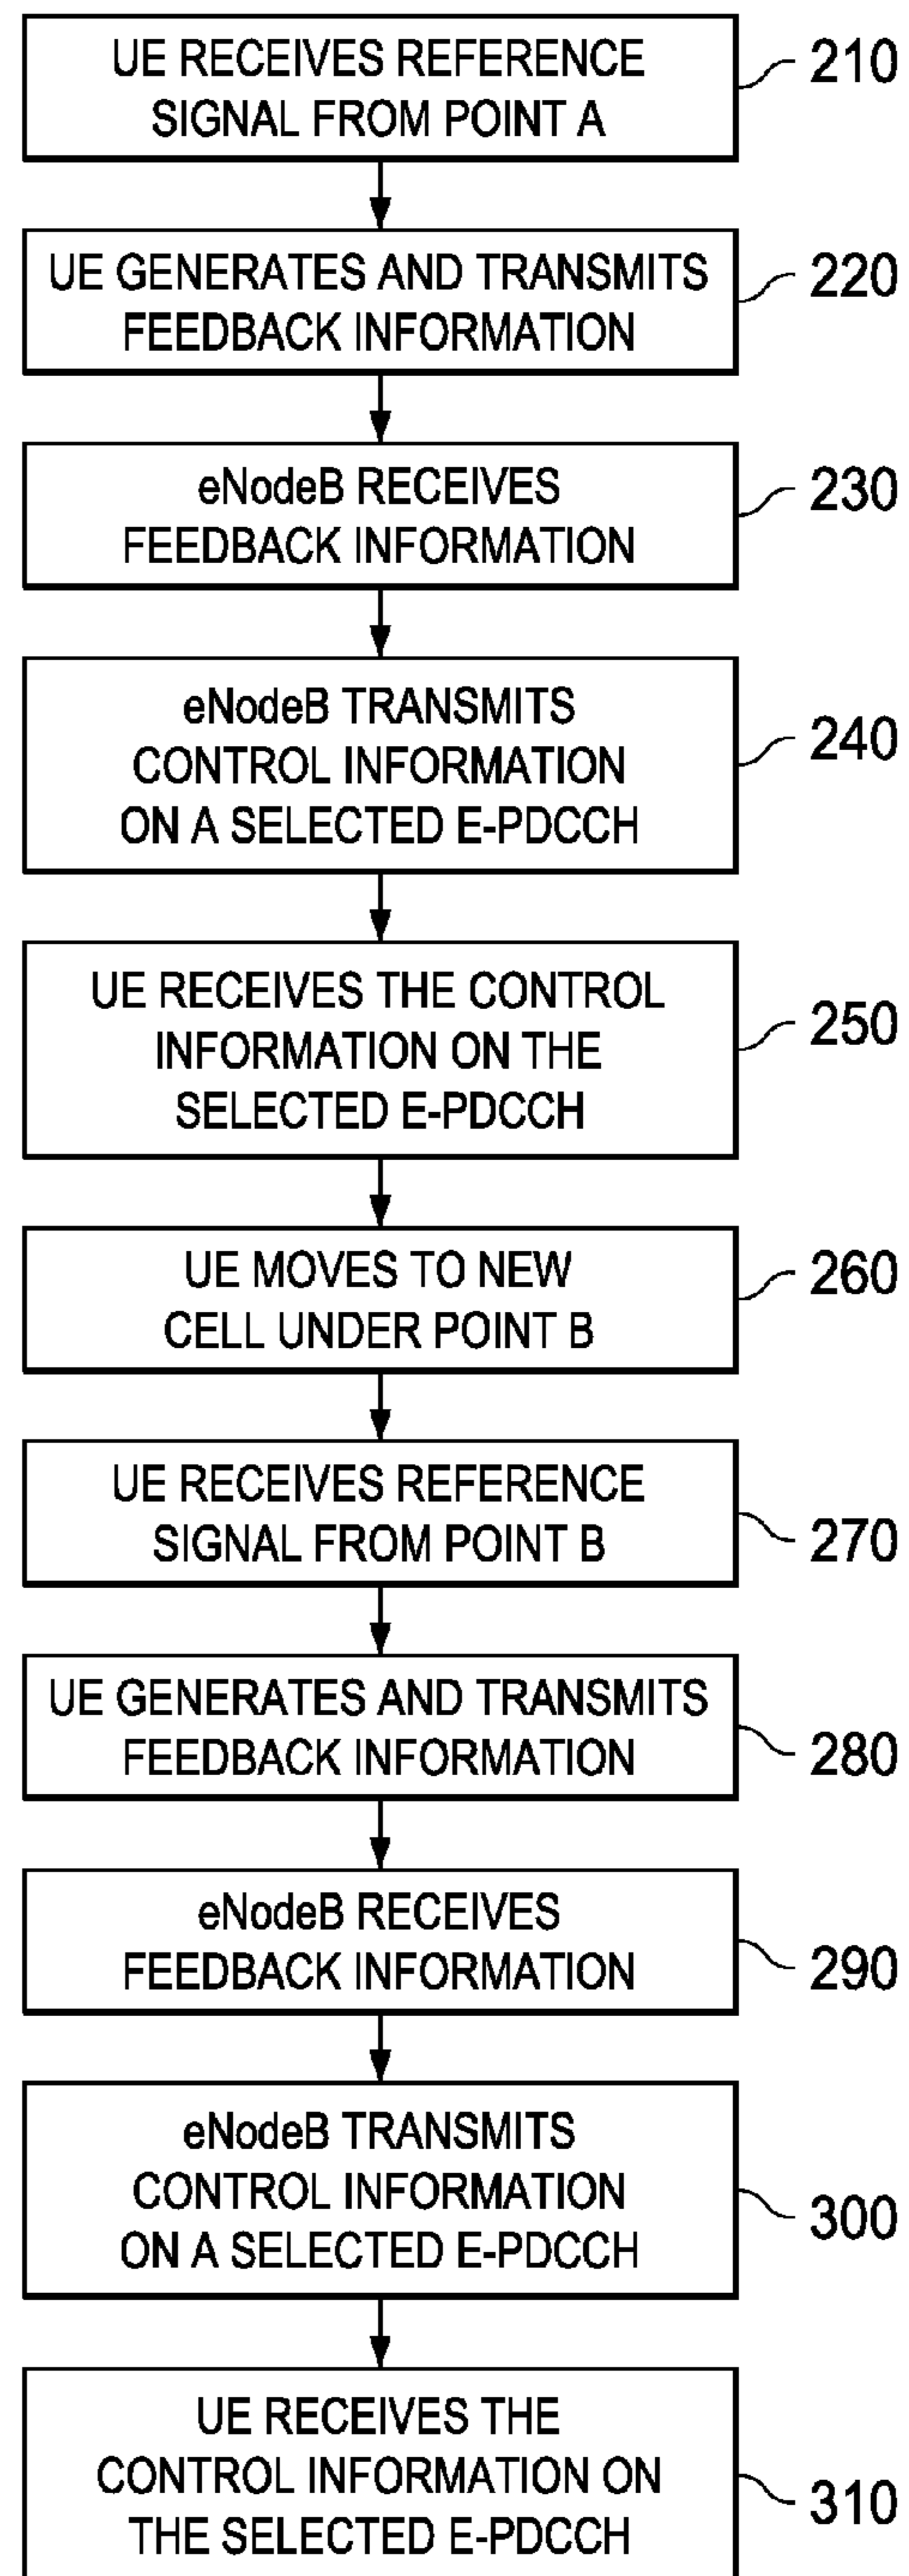 UE RECEIVES REFERENCE
SIGNAL FROM POINT A
210
UE GENERATES AND TRANSMITS
FEEDBACK INFORMATION
220
eNodeB RECEIVES
FEEDBACK INFORMATION
230
eNodeB TRANSMITS
CONTROL INFORMATION
ON A SELECTED E-PDCCH
240
UE RECEIVES THE CONTROL
INFORMATION ON THE
SELECTED E-PDCCH
250
UE MOVES TO NEW
CELL UNDER POINT B
260
UE RECEIVES REFERENCE
SIGNAL FROM POINT B
270
UE GENERATES AND TRANSMITS
FEEDBACK INFORMATION
280
eNodeB RECEIVES
FEEDBACK INFORMATION
290
eNodeB TRANSMITS
CONTROL INFORMATION
ON A SELECTED E-PDCCH
300
UE RECEIVES THE
CONTROL INFORMATION ON
THE SELECTED E-PDCCH
310